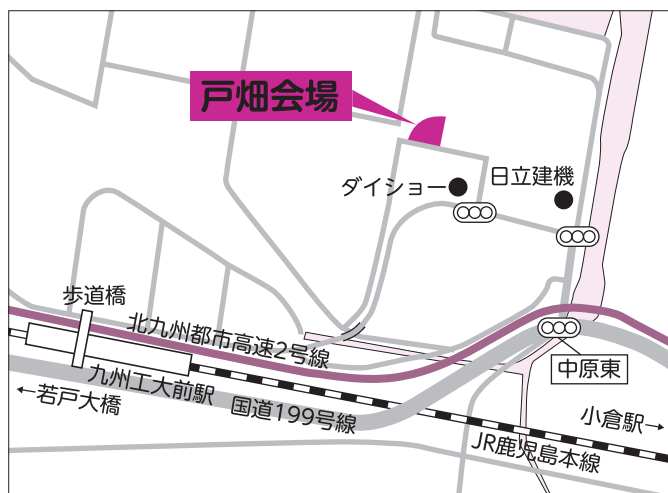 戸畑会場
日立建機
ダイショー
歩道橋
北九州都市高速2号線
中原東
九州工大前駅
国道199号線
←若戸大橋
小倉駅→
JR鹿児島本線